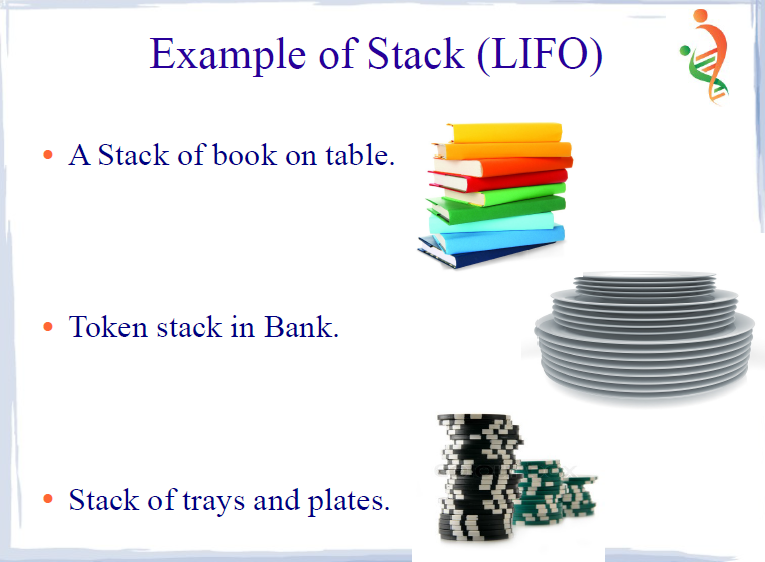 Example of Stack (LIFO)
• A Stack of book on table.
• Token stack in Bank.
• Stack of trays and plates.